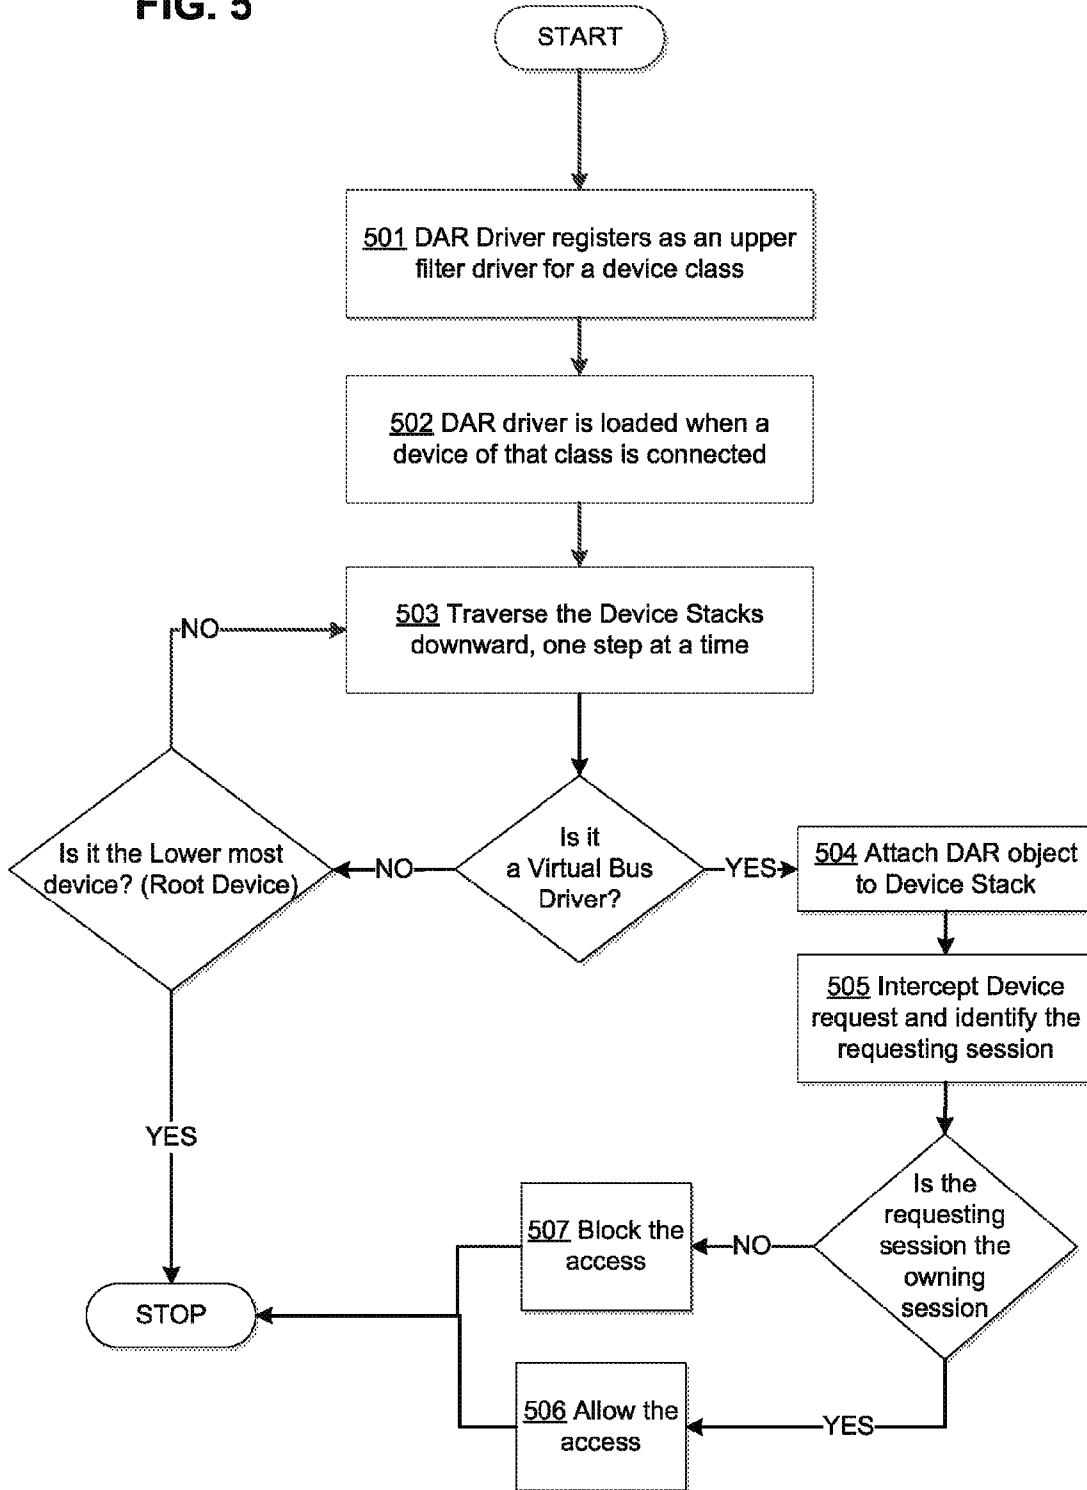 FIG. 5
START
501 DAR Driver registers as an upper
filter driver for a device class
502 DAR driver is loaded when a
device of that class is connected
503 Traverse the Device Stacks
downward, one step at a time
NO
Is it the Lower most
device? (Root Device)
NO
Is it
a Virtual Bus
Driver?
YES
504 Attach DAR object
to Device Stack
505 Intercept Device
request and identify the
requesting session
YES
Is the
requesting
session the
owning
session
NO
507 Block the
access
STOP
506 Allow the
access
YES